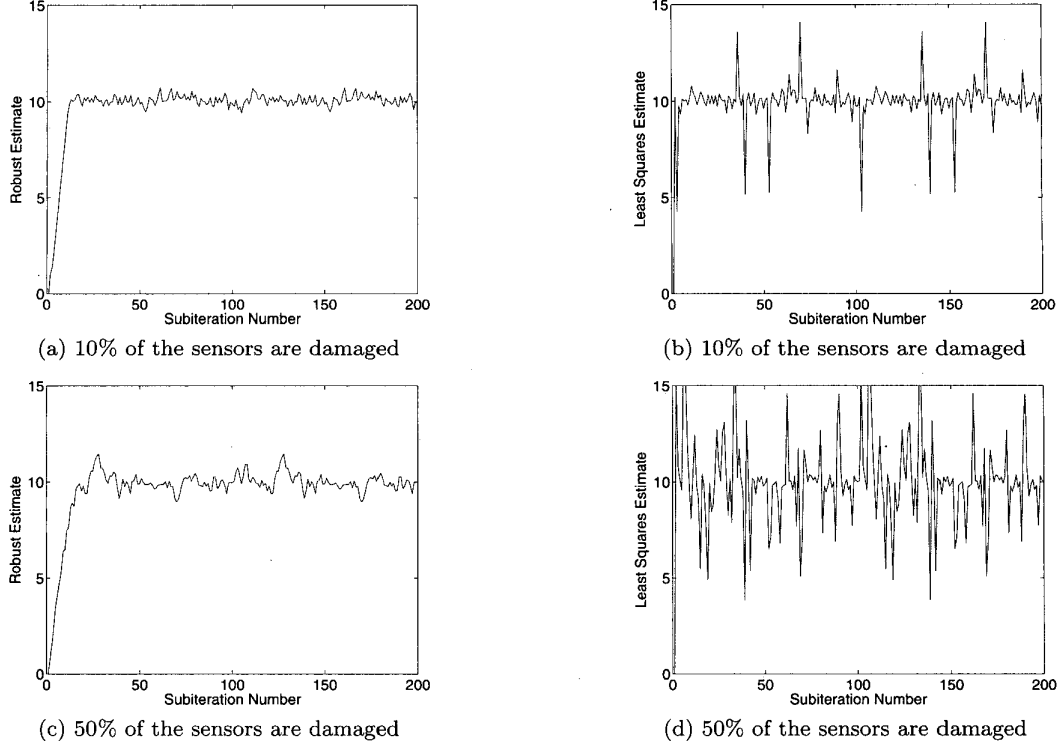 15
10
5
0
Robust Estimate
0 50 100 150 200
Subiteration Number
(a) 10% of the sensors are damaged
15
10
5
0
Least Squares Estimate
0 50 100 150 200
Subiteration Number
(b) 10% of the sensors are damaged
15
10
5
0
Robust Estimate
0 50 100 150 200
Subiteration Number
(c) 50% of the sensors are damaged
15
10
5
0
Least Squares Estimate
0 50 100 150 200
Subiteration Number
(d) 50% of the sensors are damaged